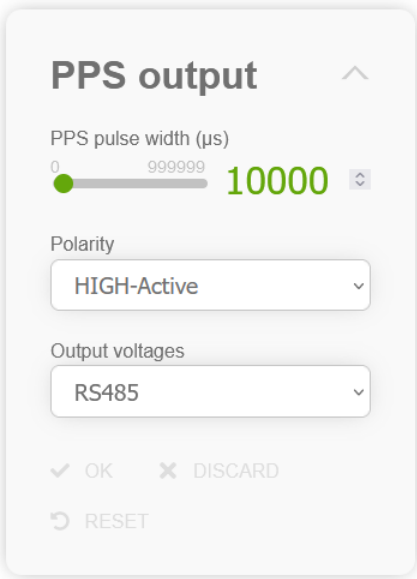 PPS output
PPS pulse width (µs)
0 999999
10000
Polarity
HIGH-Active
Output voltages
RS485
OK DISCARD
RESET